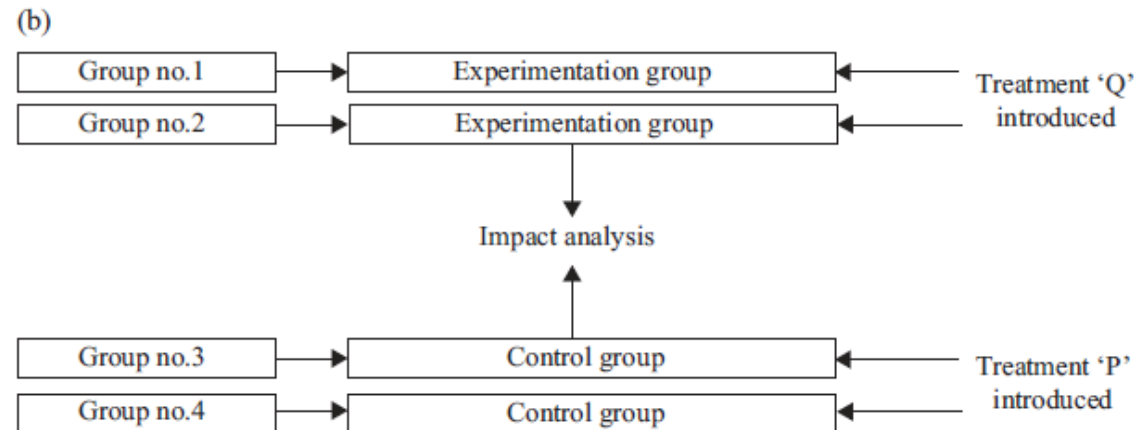 (b)
Group no.1
Experimentation group
Treatment ‘Q’
introduced
Group no.2
Experimentation group
Impact analysis
Group no.3
Control group
Treatment ‘P’
introduced
Group no.4
Control group